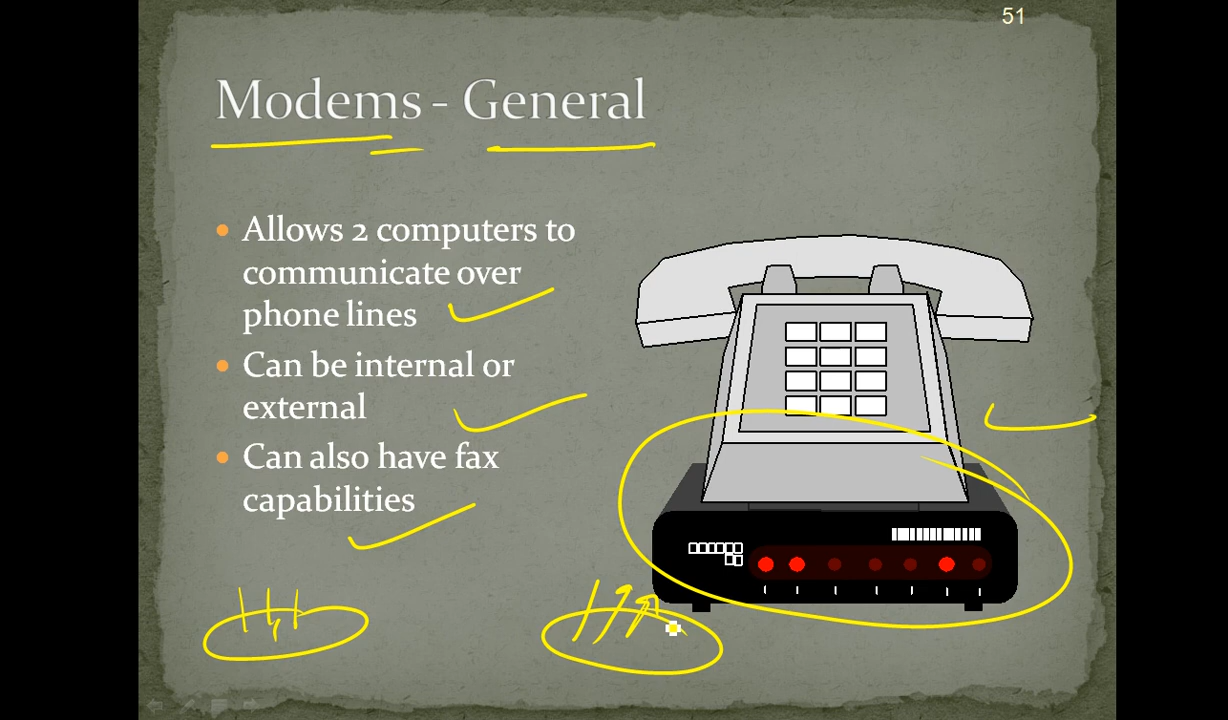 51
Modems - General
• Allows 2 computers to
communicate over
phone lines
• Can be internal or
external
• Can also have fax
capabilities